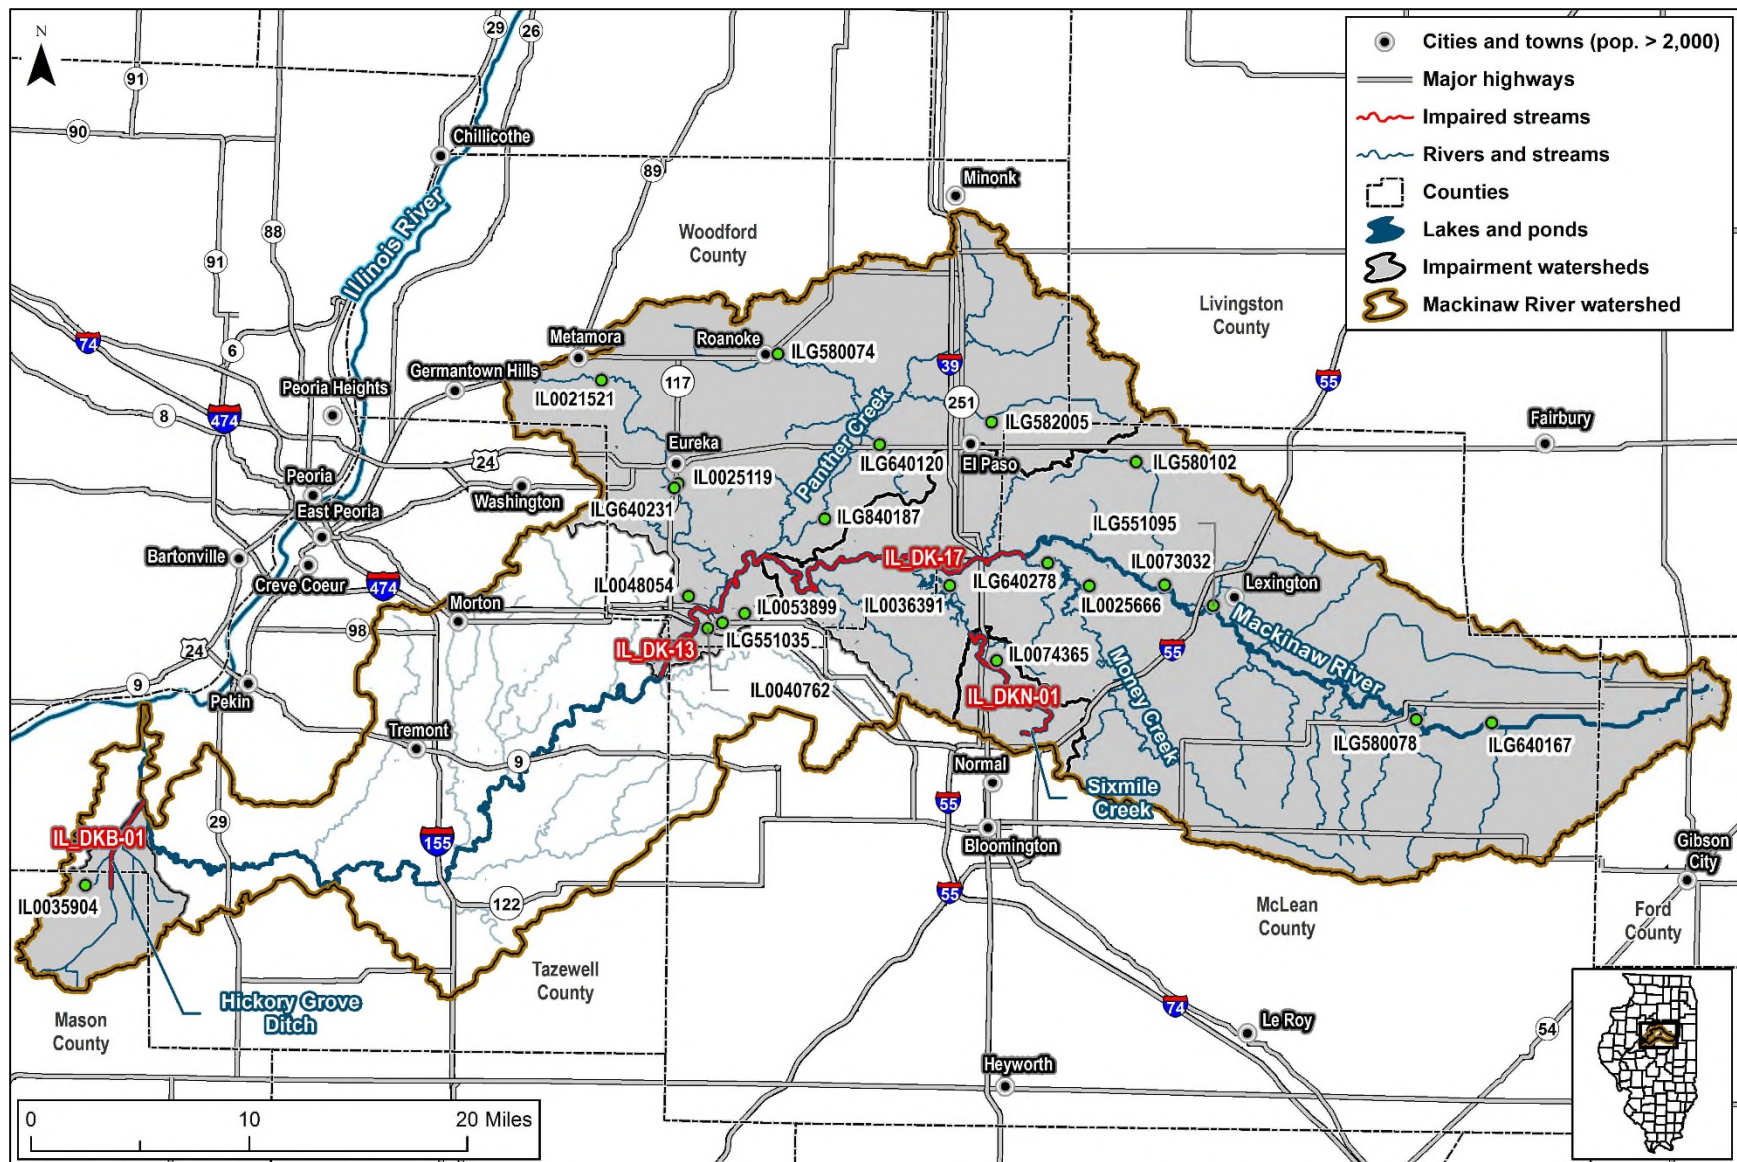 N
29
26
91
90
Chillicothe
89
Minonk
Illinois River
Woodford
County
88
91
Livingston
County
Cities and towns (pop. > 2,000)
Major highways
Impaired streams
Rivers and streams
Counties
Lakes and ponds
Impairment watersheds
Mackinaw River watershed
74
6
Metamora
Roanoke
ILG580074
Germantown Hills
Peoria Heights
IL0021521
117
39
251
55
8
474
Panther Creek
ILG582005
Fairbury
Eureka
24
ILG640120
El Paso
ILG580102
Peoria
IL0025119
Washington
East Peoria
ILG640231
ILG840187
ILG551095
Bartonville
IL_DK-17
Creve Coeur
474
IL0048054
IL0073032
ILG640278
Lexington
IL0036391
IL0025666
Morton
IL0053899
98
ILG551035
Mackinaw River
24
IL_DK-13
55
IL0074365
9
Pekin
IL0040762
IL_DKN-01
Money Creek
Tremont
ILG580078
ILG640167
9
Normal
Sixmile
Creek
55
29
IL_DKB-01
155
Bloomington
Gibson
City
IL0035904
122
55
McLean
County
Ford
County
Tazewell
County
Hickory Grove
Ditch
Mason
County
74
Le Roy
54
Heyworth
0
10
20 Miles